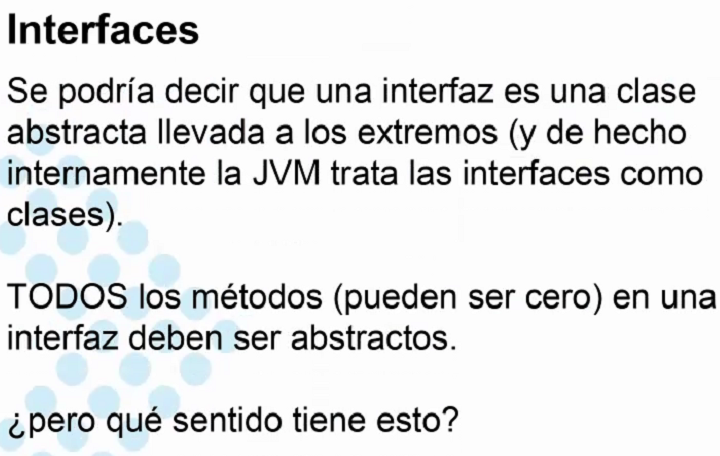 Interfaces
Se podría decir que una interfaz es una clase
abstracta llevada a los extremos (y de hecho
internamente la JVM trata las interfaces como
clases).
TODOS los métodos (pueden ser cero) en una
interfaz deben ser abstractos.
¿pero qué sentido tiene esto?